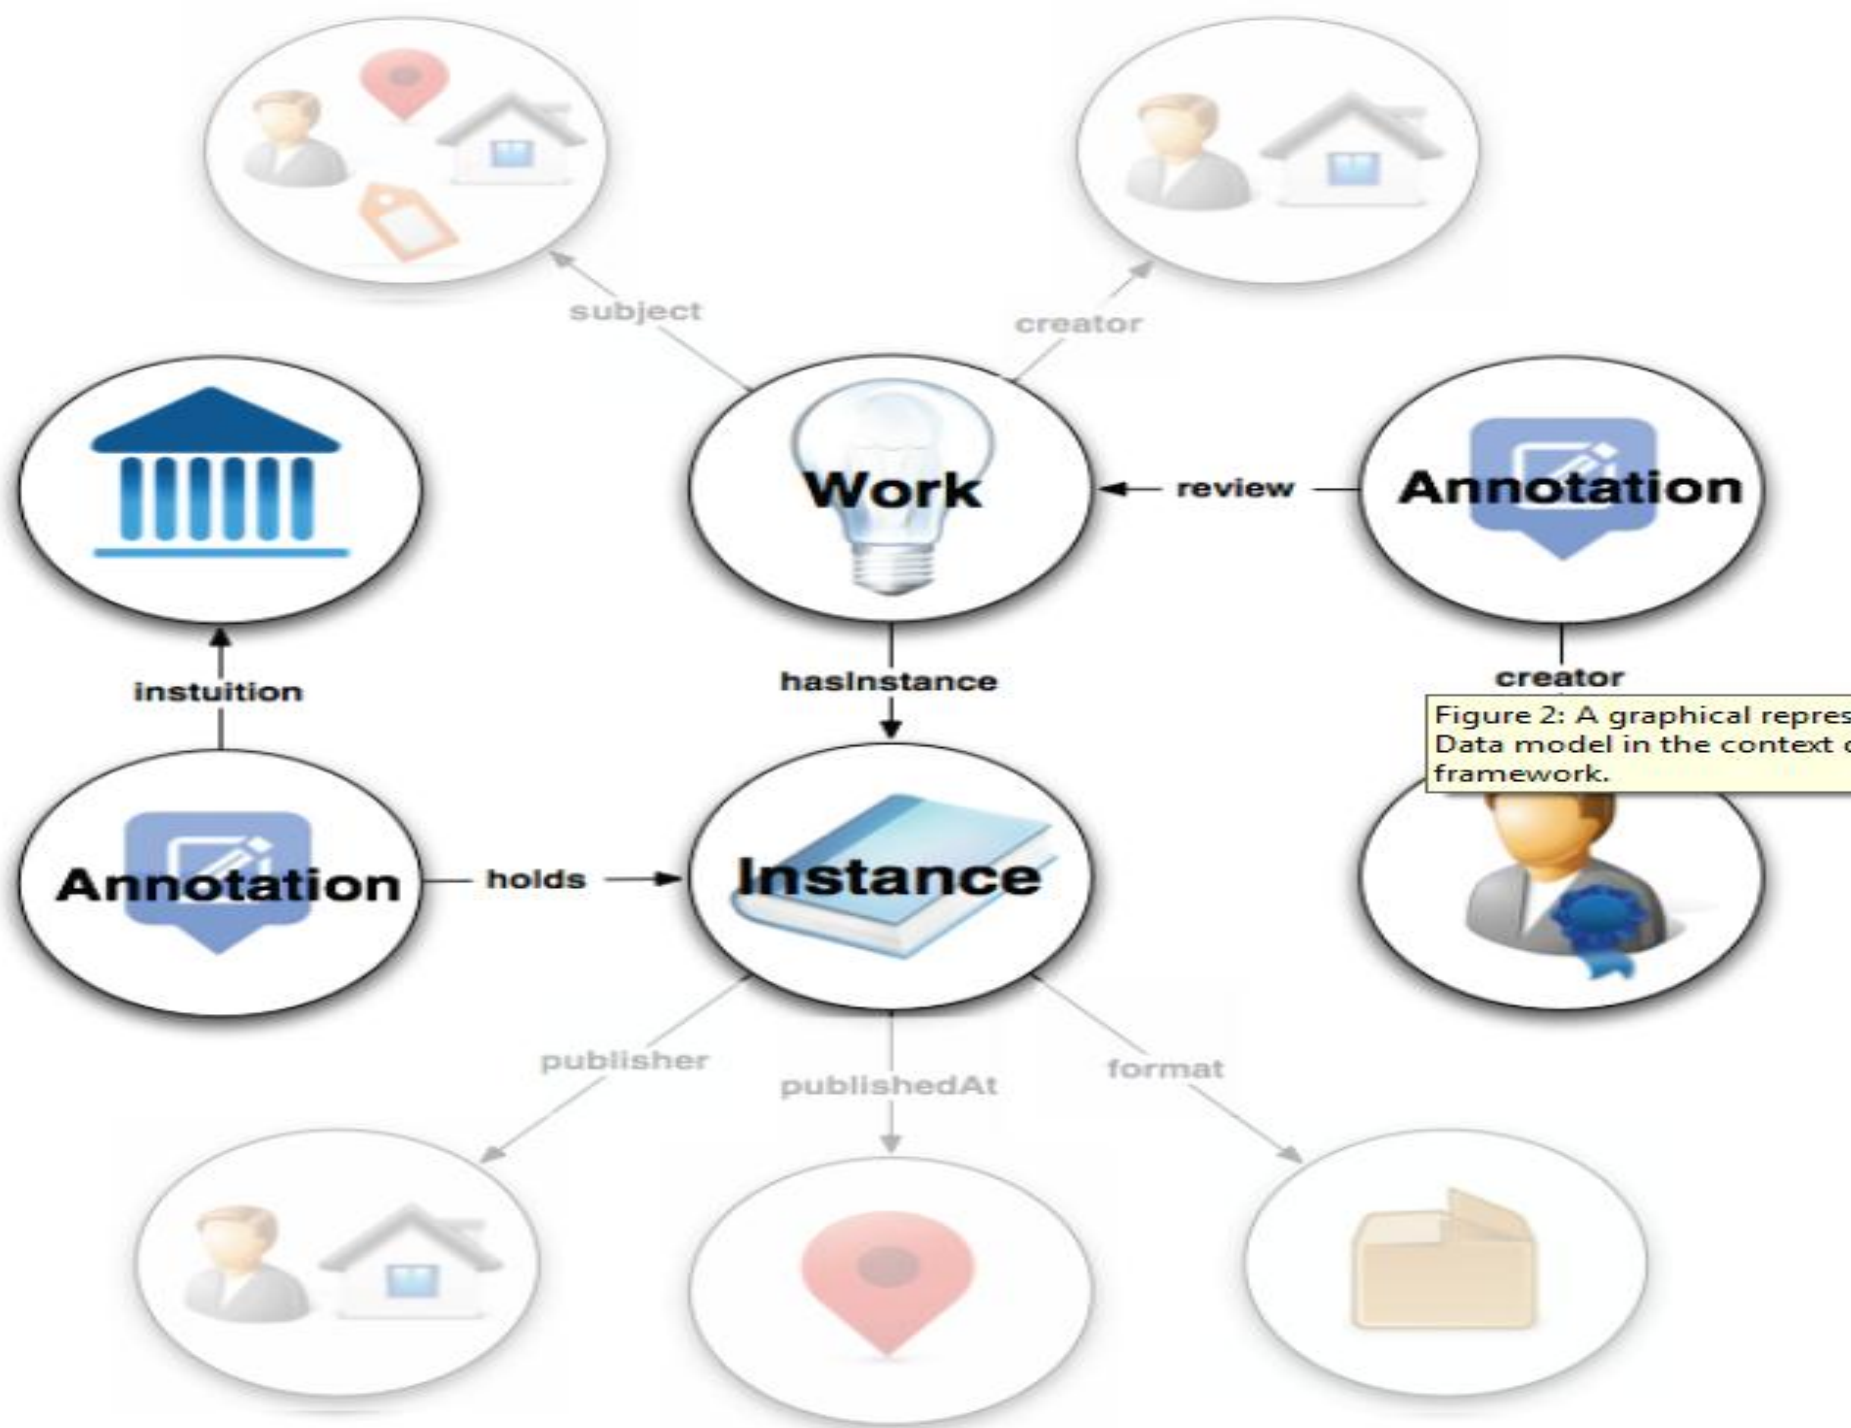 subject
creator
Work
review
Annotation
instuition
hasInstance
creator
Figure 2: A graphical repres
Data model in the context
framework.
Annotation
holds
Instance
publisher
publishedAt
format